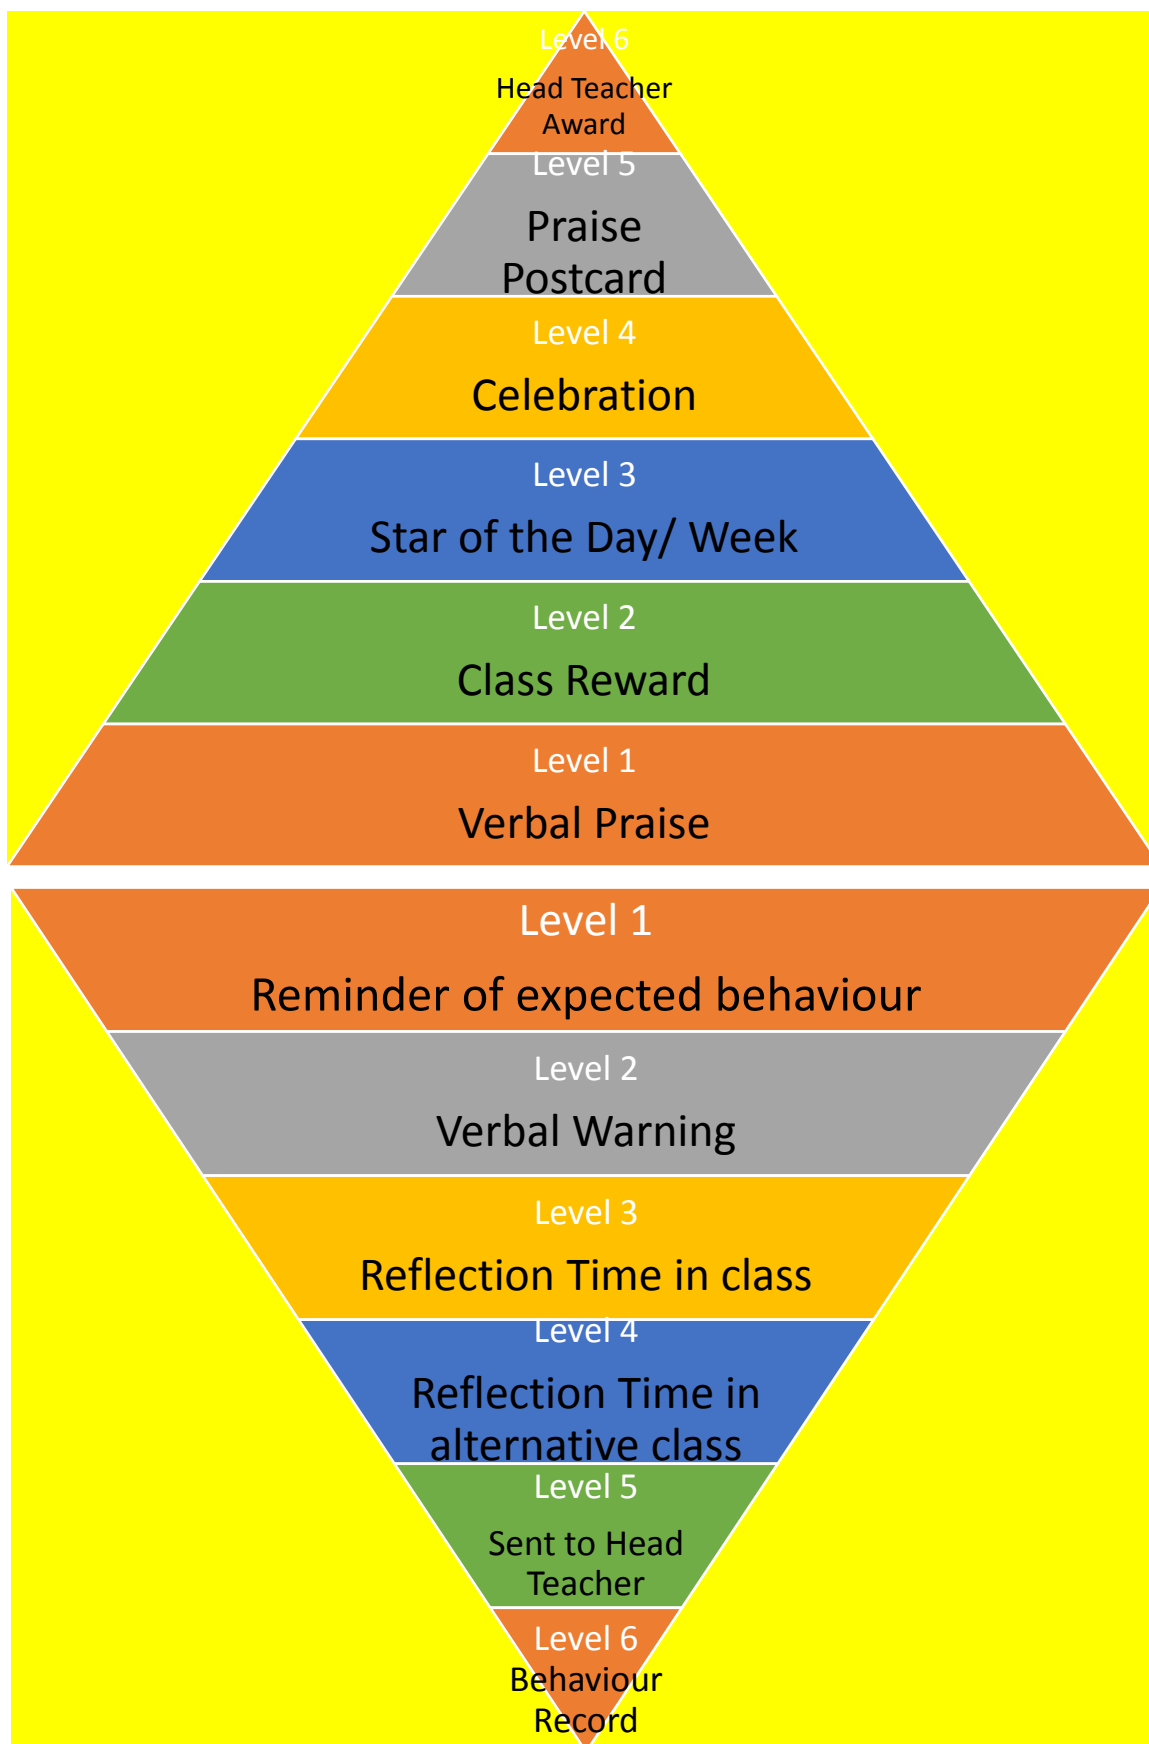 Level 6
Head Teacher
Award
Level 5
Praise
Postcard
Level 4
Celebration
Level 3
Star of the Day/ Week
Level 2
Class Reward
Level 1
Verbal Praise
Level 1
Reminder of expected behaviour
Level 2
Verbal Warning
Level 3
Reflection Time in class
Level 4
Reflection Time in
alternative class
Level 5
Sent to Head
Teacher
Level 6
Behaviour
Record